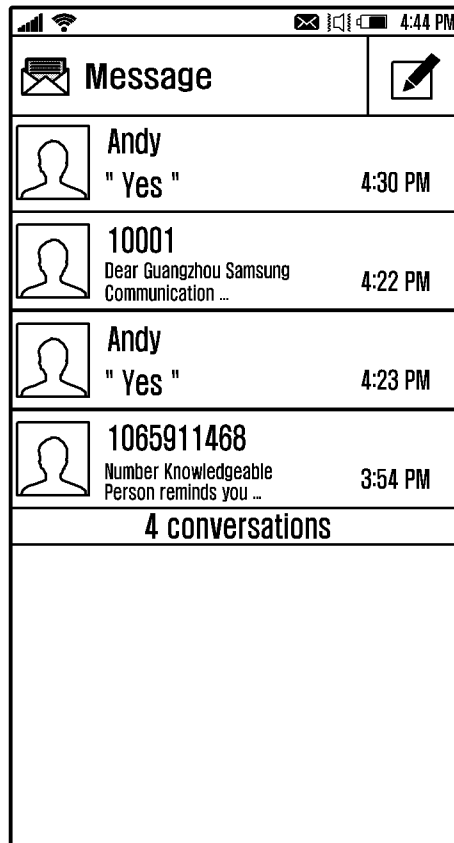 4:44 PM
Message
Andy
" Yes "
4:30 PM
10001
Dear Guangzhou Samsung
Communication ...
4:22 PM
Andy
" Yes "
4:23 PM
1065911468
Number Knowledgeable
Person reminds you ...
3:54 PM
4 conversations